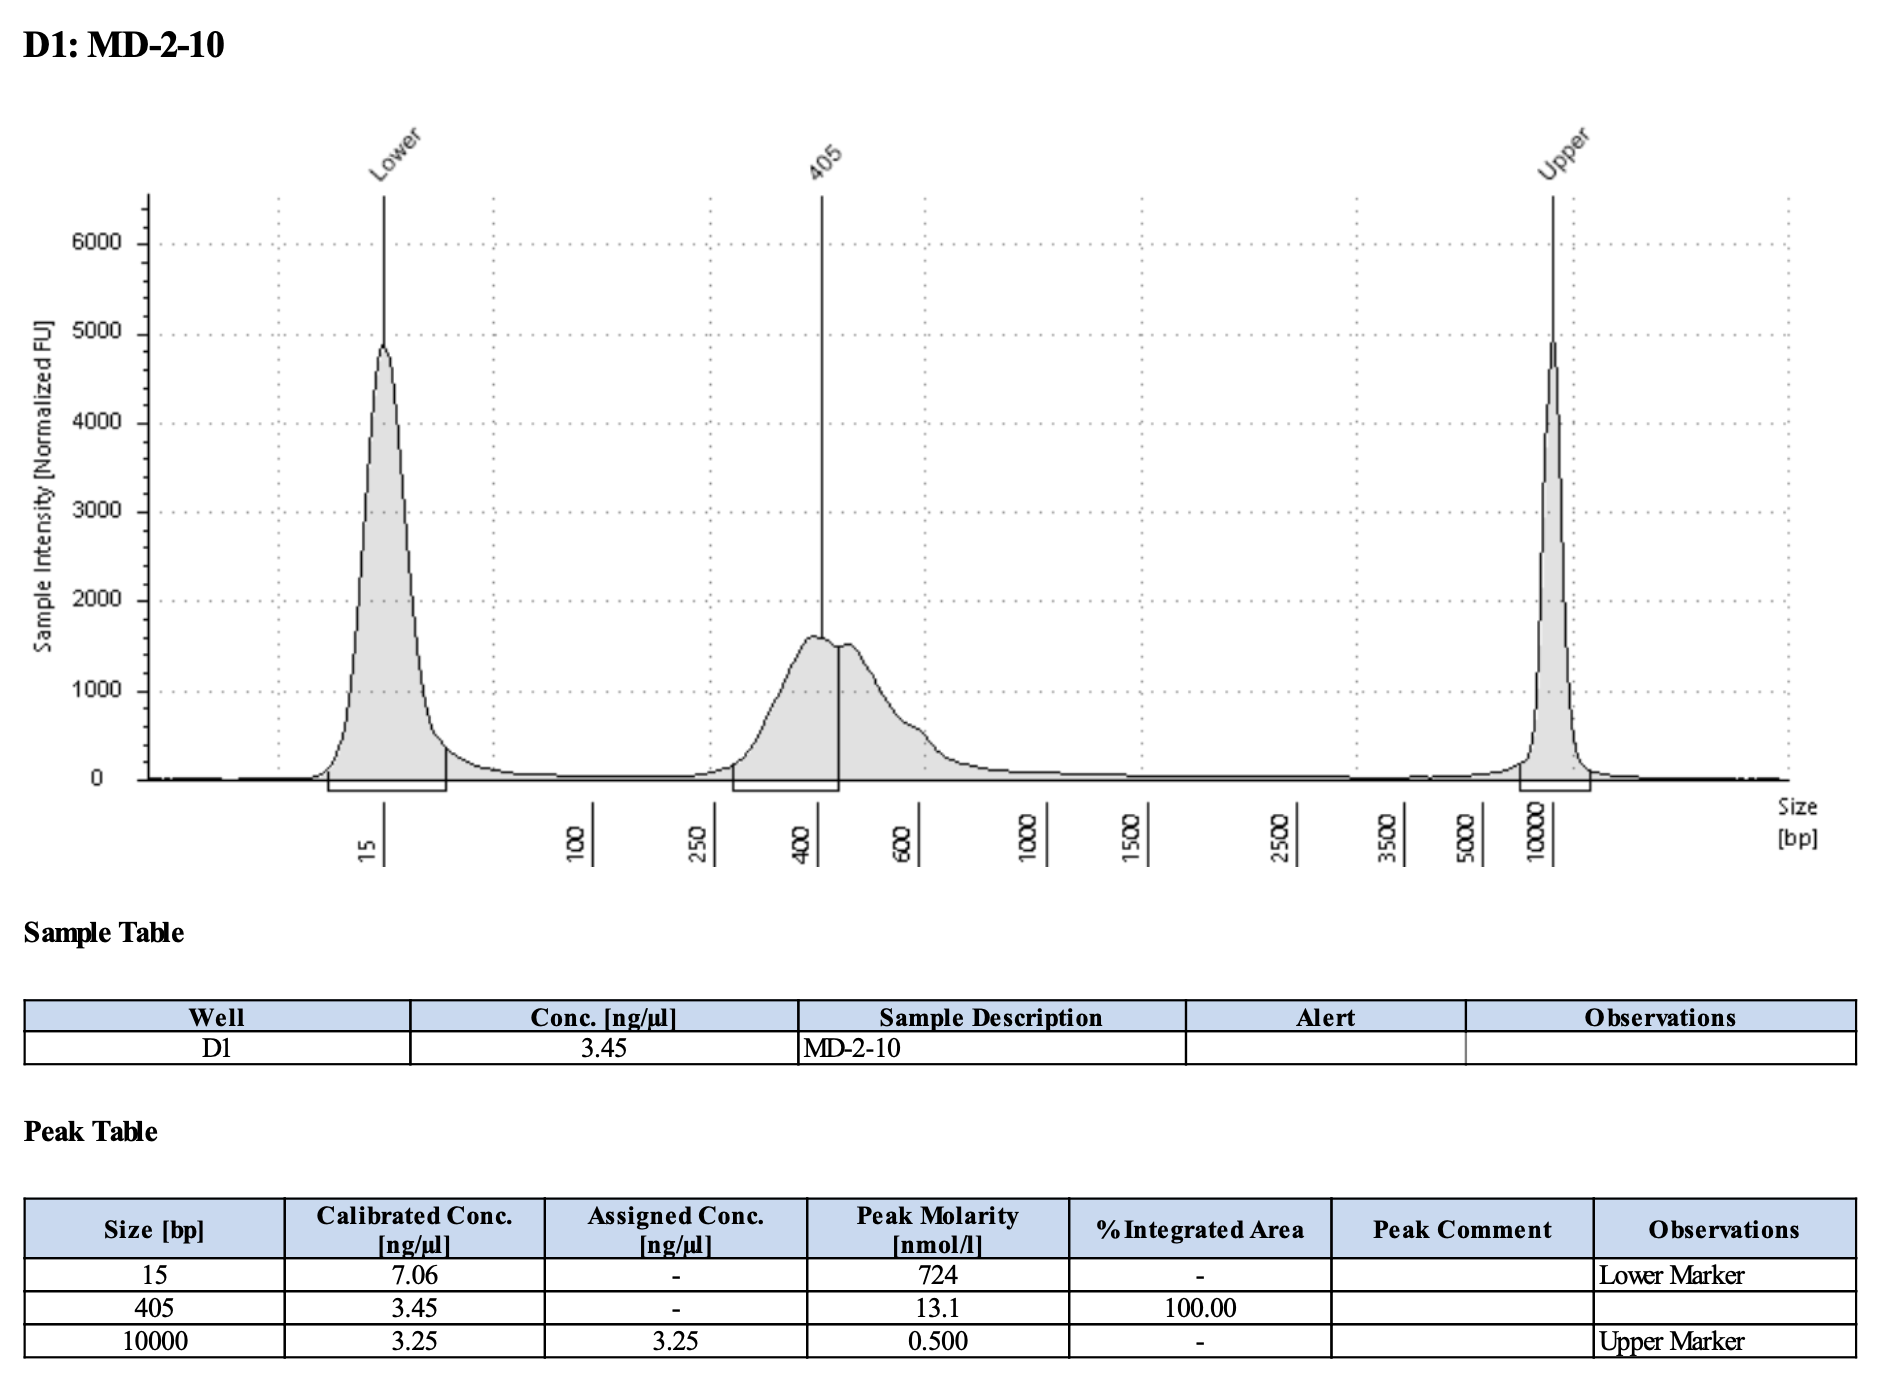 D1: MD-2-10
Lower
405
Upper
Sample Intensity [Normalized FU]
6000
5000
4000
3000
2000
1000
0
15
100
250
400
600
1000
1500
2500
3500
5000
10000
Size
[bp]
Sample Table
Well Conc. [ng/µl] Sample Description Alert Observations
D1 3.45 MD-2-10
Peak Table
Size [bp] Calibrated Conc. [ng/µl] Assigned Conc. [ng/µl] Peak Molarity [nmol/l] % Integrated Area Peak Comment Observations
15 7.06 - 724 - Lower Marker
405 3.45 - 13.1 100.00
10000 3.25 3.25 0.500 - Upper Marker